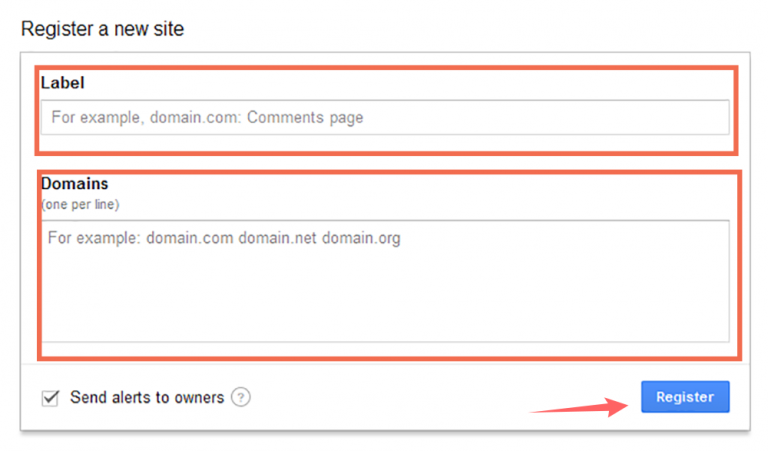 Register a new site
Label
For example, domain.com: Comments page
Domains
(one per line)
For example: domain.com domain.net domain.org
Send alerts to owners ?
Register